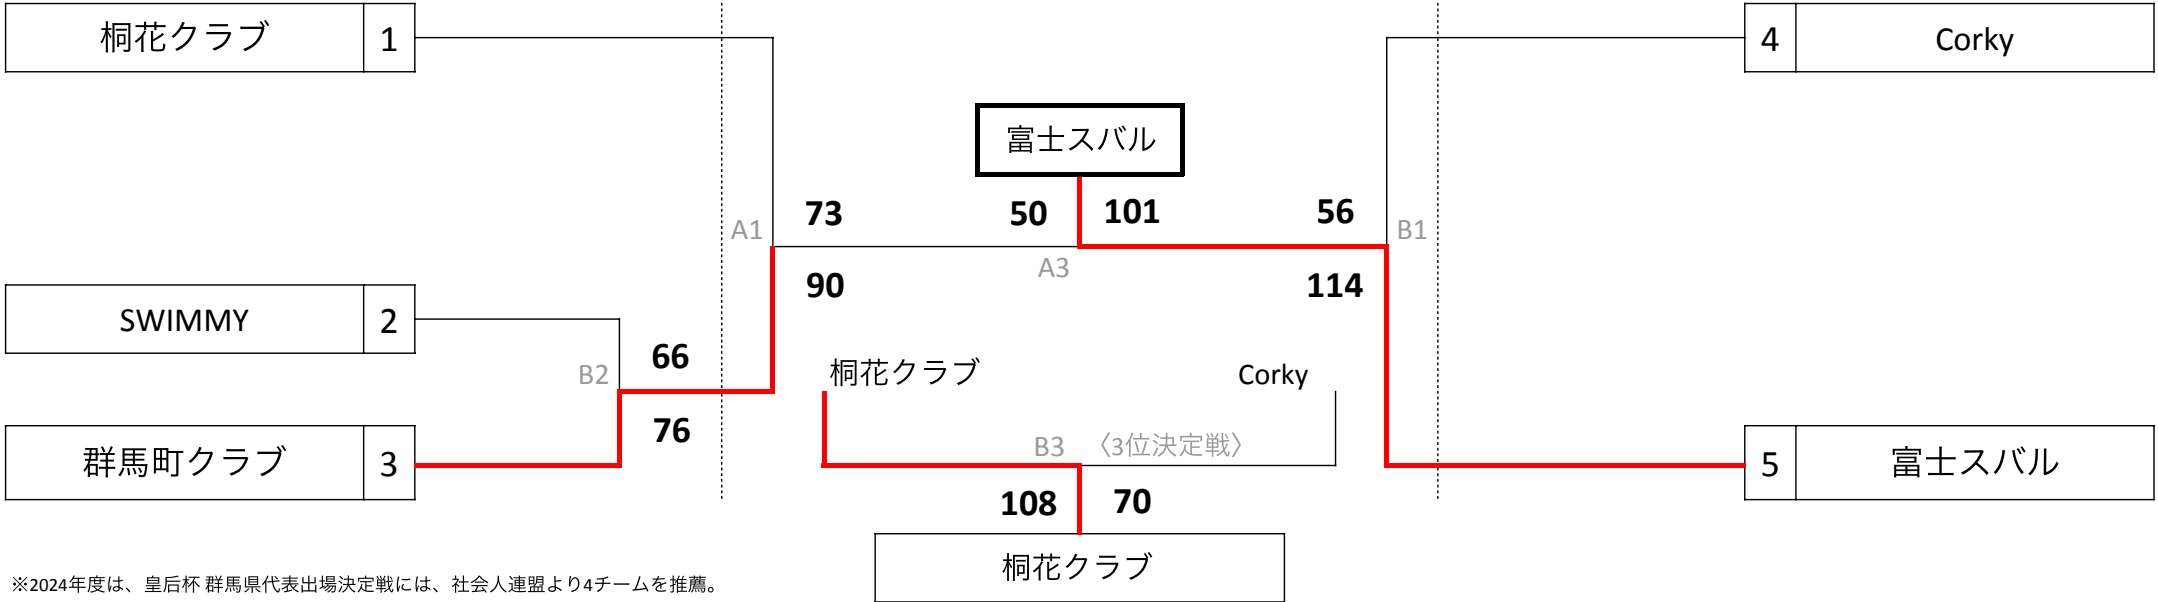 桐花クラブ 1
4 Corky
富士スバル
73 50 101 56
A1 B1
A3
90 114
SWIMMY 2
66
B2
桐花クラブ Corky
76
群馬町クラブ 3
B3 〈3位決定戦〉
5 富士スバル
108 70
桐花クラブ
※2024年度は、皇后杯 群馬県代表出場決定戦には、社会人連盟より4チームを推薦。